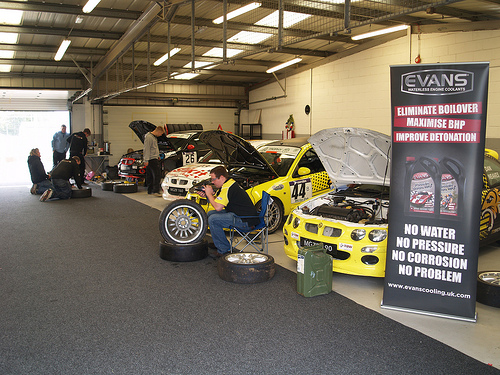 EVANS
WATERLESS ENGINE COOLANTS
ELIMINATE BOILOVER
MAXIMISE BHP
IMPROVE DETONATION
NO WATER
NO PRESSURE
NO CORROSION
NO PROBLEM
www.evanscooling.uk.com
26
44